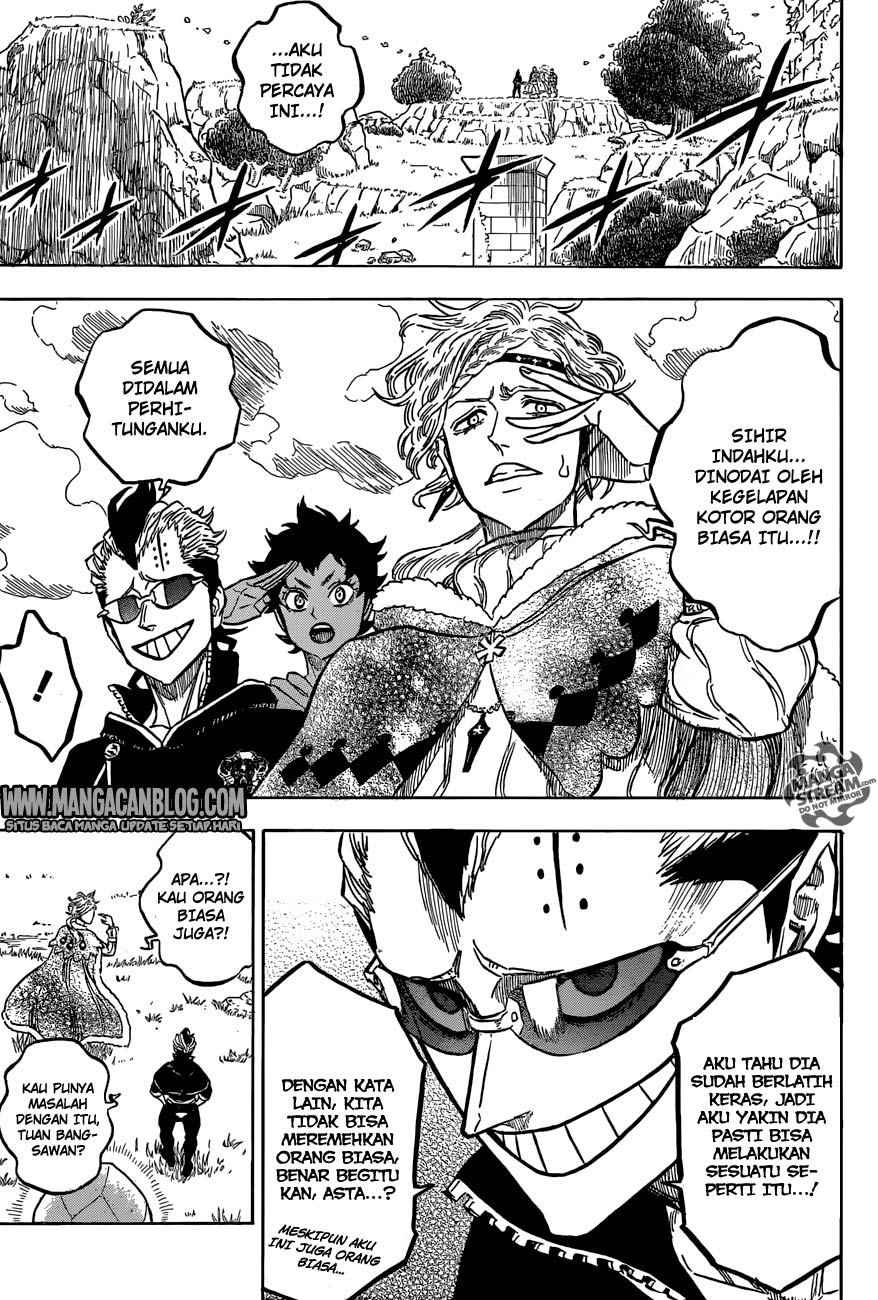 ...AKU
TIDAK
PERCAYA
INI...!
SIHIR
INDAHKU...
DINODAI OLEH
KEGELAPAN
KOTOR ORANG
BIASA ITU...!!
SEMUA
DIDALAM
PERHI-
TUNGANKU.
!
WWW.MANGACANBLOG.COM
SITUS BACA MANGA UPDATE SETIAP HARI
MANGA
STREAM.com
DO NOT MIRROR!
AKU TAHU DIA
SUDAH BERLATIH
KERAS, JADI
AKU YAKIN DIA
PASTI BISA
MELAKUKAN
SESUATU SE-
PERTI ITU...!
DENGAN KATA
LAIN, KITA
TIDAK BISA
MEREMEHKAN
ORANG BIASA,
BENAR BEGITU
KAN, ASTA...?
MESKIPUN AKU
INI JUGA ORANG
BIASA...
APA...?!
KAU ORANG
BIASA
JUGA?!
KAU PUNYA
MASALAH
DENGAN ITU,
TUAN BANG-
SAWAN?